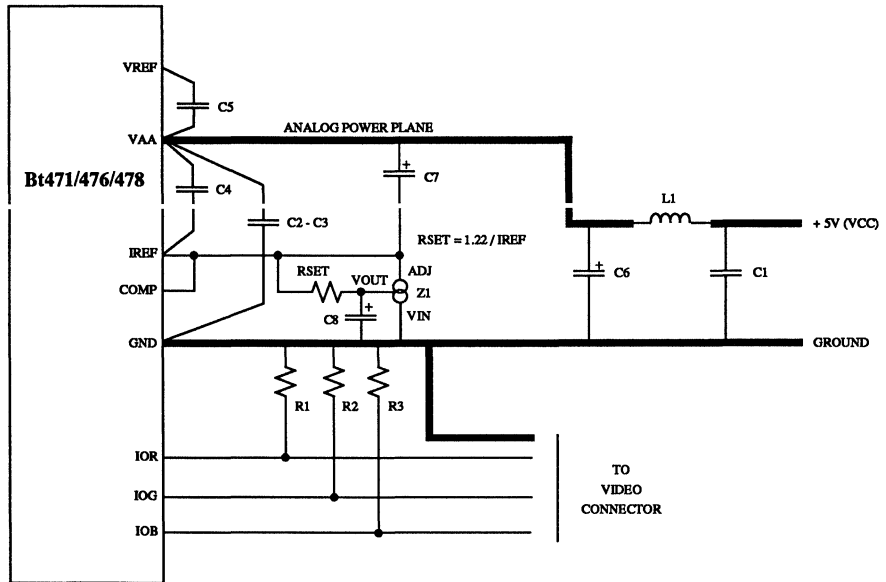 VREF
C5
VAA
ANALOG POWER PLANE
Bt471/476/478
C4
+
C7
L1
C2 - C3
+ 5V (VCC)
RSET = 1.22 / IREF
IREF
RSET
VOUT
ADJ
+
C6
C1
COMP
Z1
+
C8
VIN
GND
GROUND
R1
R2
R3
IOR
TO
VIDEO
CONNECTOR
IOG
IOB